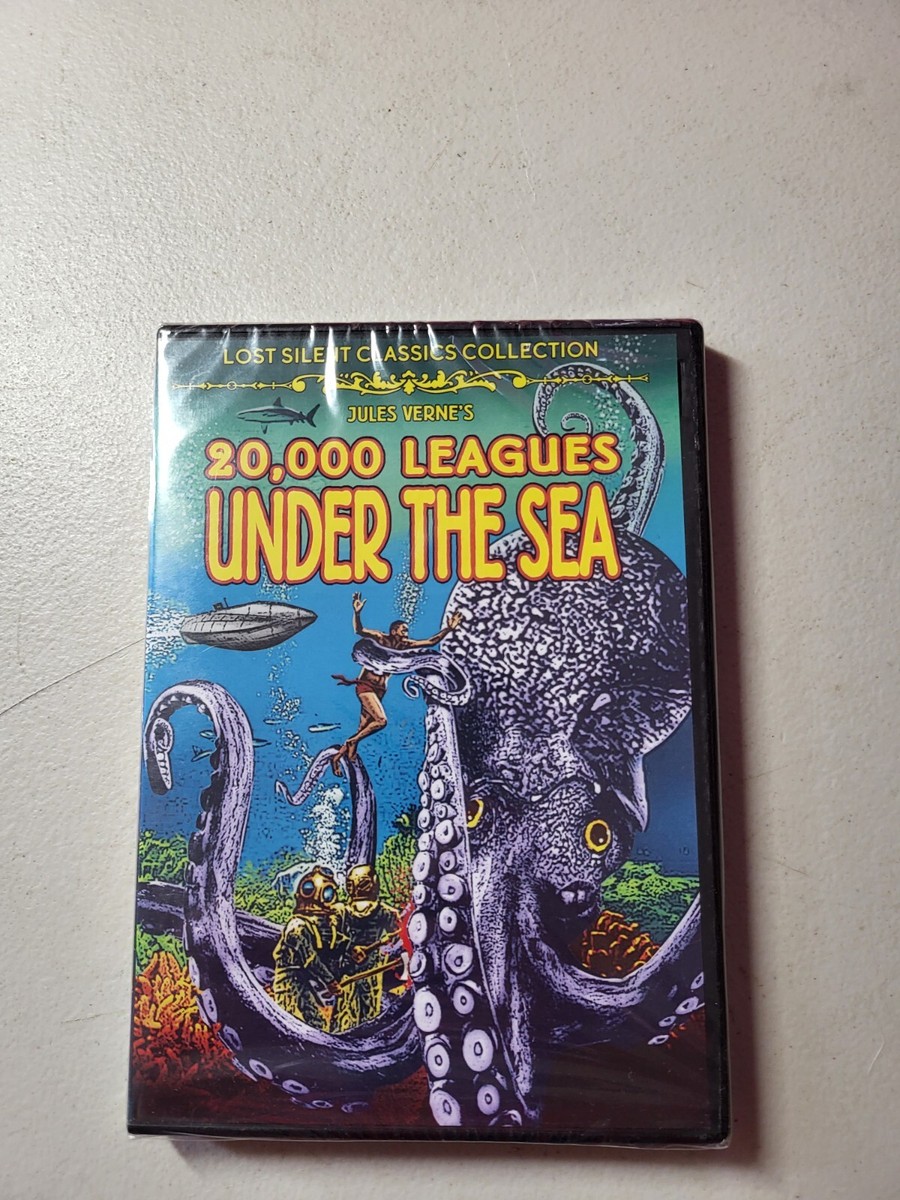 LOST SILENT CLASSICS COLLECTION
JULES VERNE'S
20,000 LEAGUES
UNDER THE SEA